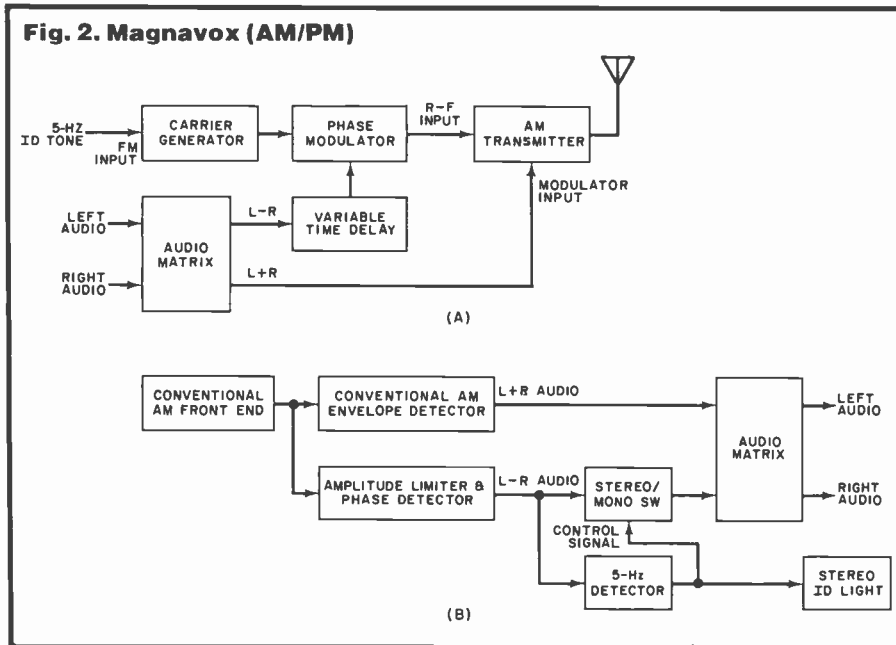 Fig. 2. Magnavox (AM/PM)
5-HZ
ID TONE
FM
INPUT
CARRIER
GENERATOR
PHASE
MODULATOR
R-F
INPUT
AM
TRANSMITTER
MODULATOR
INPUT
LEFT
AUDIO
RIGHT
AUDIO
AUDIO
MATRIX
L-R
L+R
VARIABLE
TIME DELAY
(A)
CONVENTIONAL
AM FRONT END
CONVENTIONAL AM
ENVELOPE DETECTOR
L+R AUDIO
AMPLITUDE LIMITER &
PHASE DETECTOR
L-R AUDIO
STEREO/
MONO SW
CONTROL
SIGNAL
5-Hz
DETECTOR
AUDIO
MATRIX
LEFT
AUDIO
RIGHT
AUDIO
STEREO
ID LIGHT
(B)